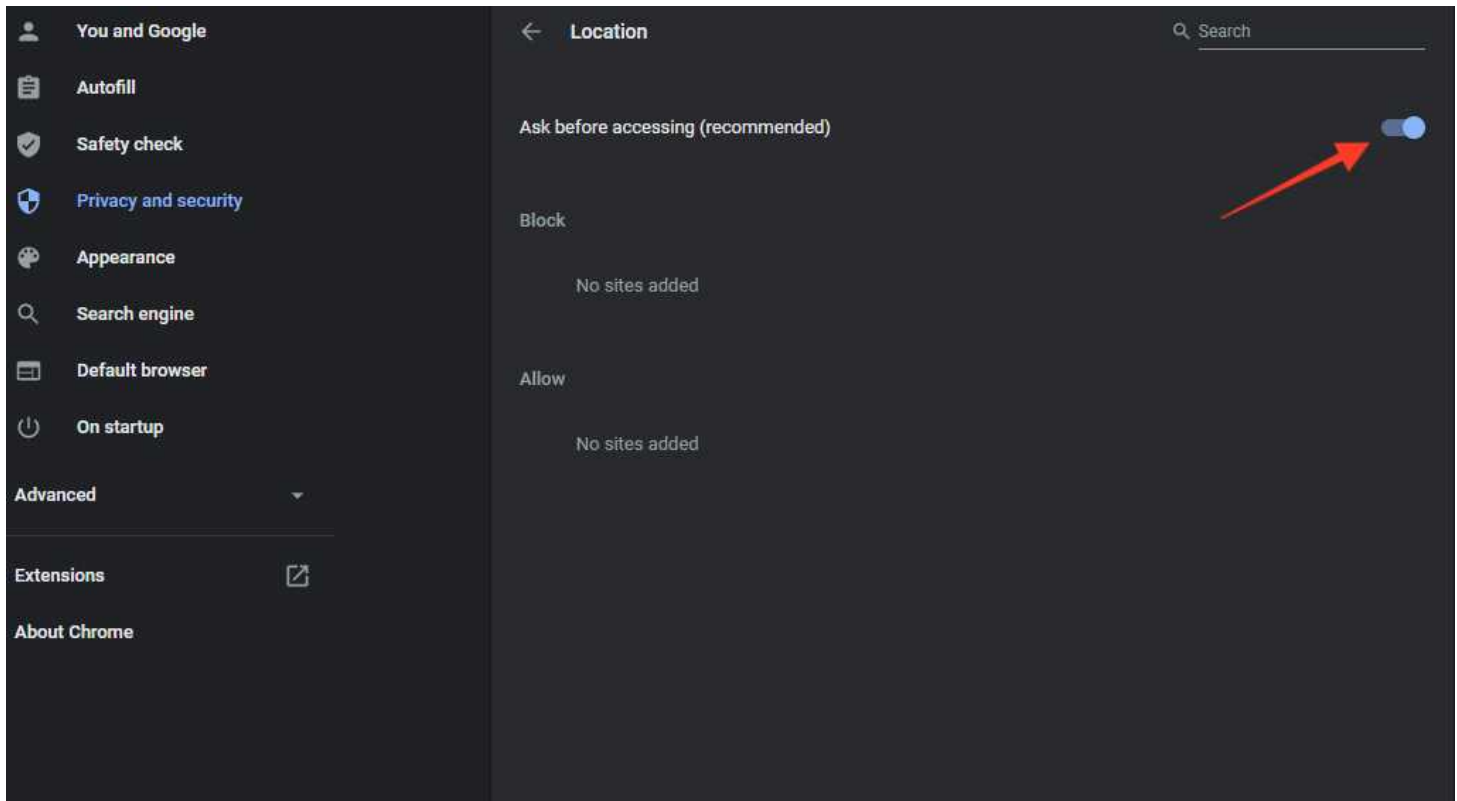 You and Google
Autofill
Safety check
Privacy and security
Appearance
Search engine
Default browser
On startup
Advanced
Extensions
About Chrome
Location
Search
Ask before accessing (recommended)
Block
No sites added
Allow
No sites added